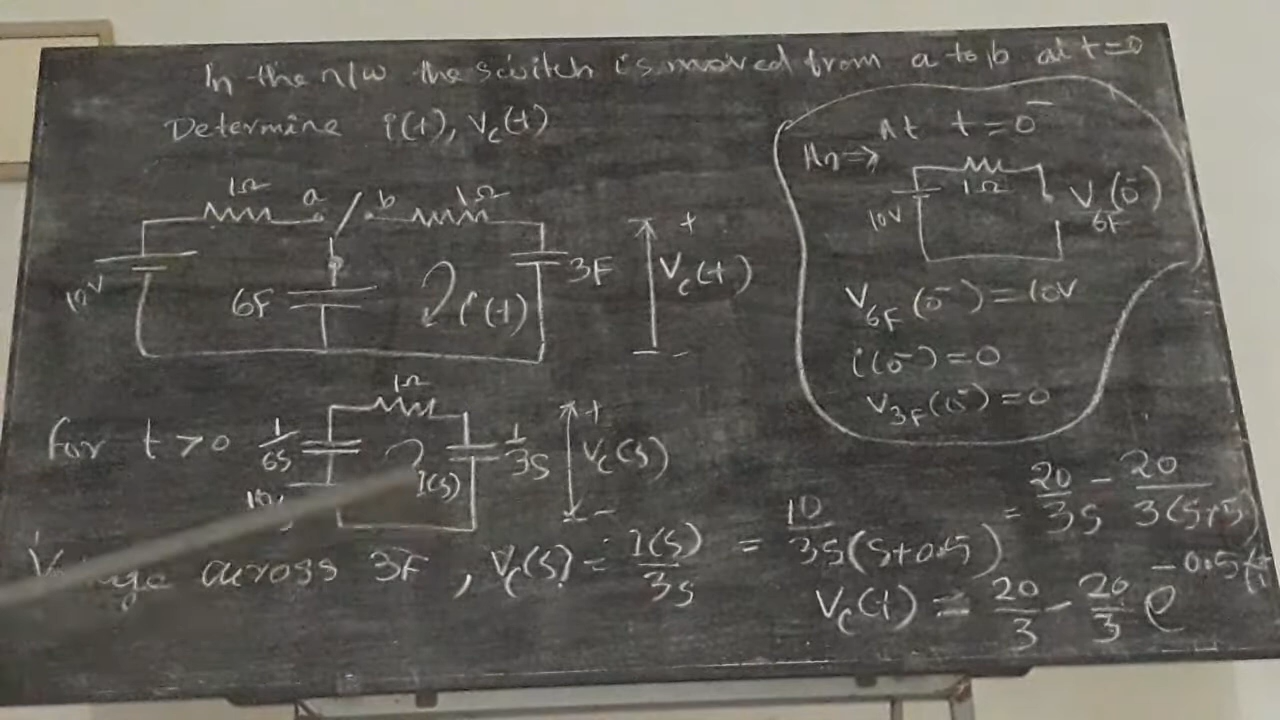 In the n/w the switch is moved from a to b at t=0
Determine i(t), Vc(t)
At t=0⁻
1Ω a b 1Ω
10V
6F
i(t)
3F
+
Vc(t)
-
10V
1Ω
V6F(0⁻)
V6F(0⁻)=10V
i(0⁻)=0
V3F(0⁻)=0
for t>0
1/6s
1Ω
I(s)
1/3s
+
Vc(s)
-
across 3F, Vc(s) = I(s)/3s = 10/3s(s+0.5) = 20/3s - 20/3(s+.5)
Vc(t) = 20/3 - 20/3 e